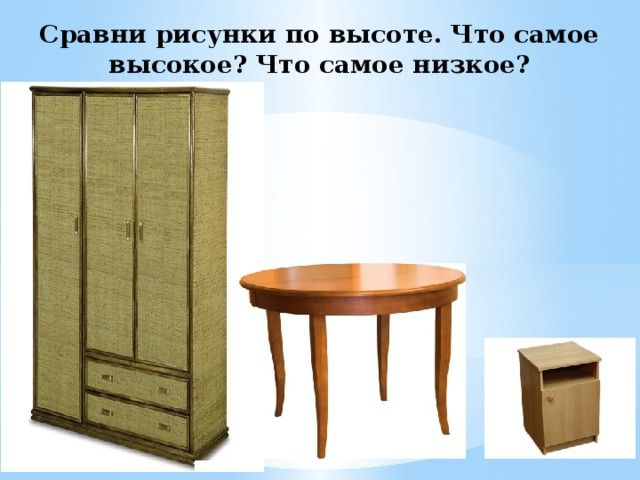 Сравни рисунки по высоте. Что самое
высокое? Что самое низкое?